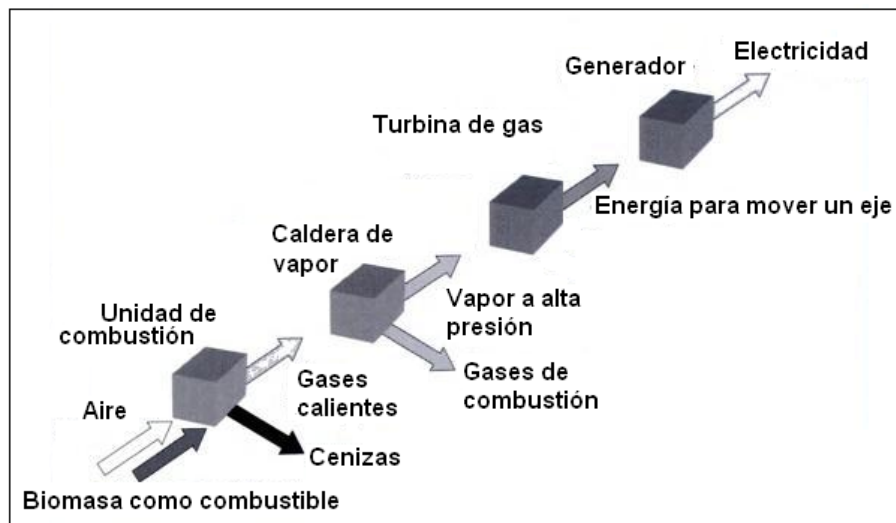 Electricidad
Generador
Turbina de gas
Energía para mover un eje
Caldera de
vapor
Vapor a alta
presión
Unidad de
combustión
Gases de
combustión
Gases
calientes
Aire
Cenizas
Biomasa como combustible